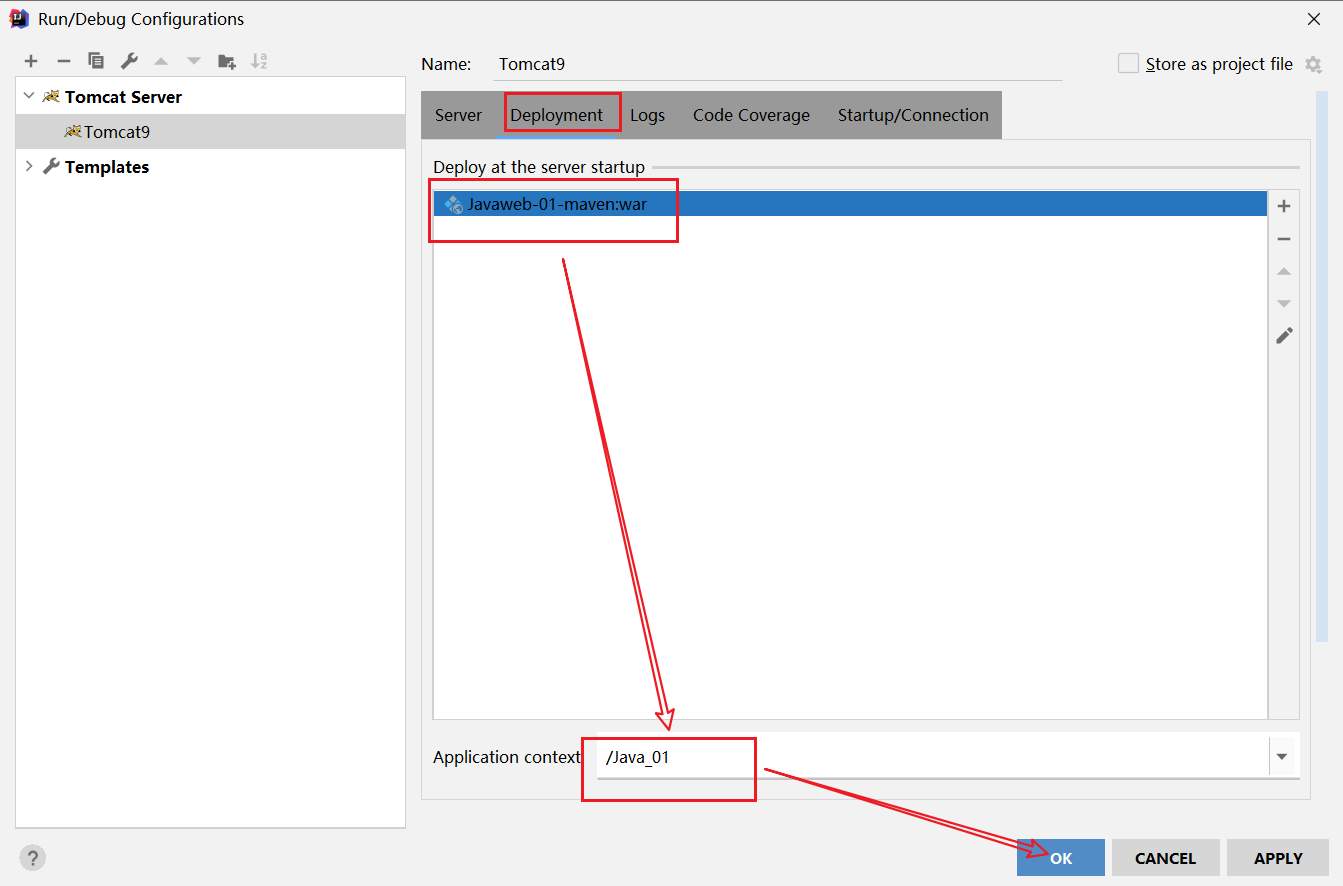 Run/Debug Configurations
Name: Tomcat9
Store as project file
Tomcat Server
Tomcat9
Templates
Server Deployment Logs Code Coverage Startup/Connection
Deploy at the server startup
Javaweb-01-maven:war
Application context /Java_01
?
OK CANCEL APPLY